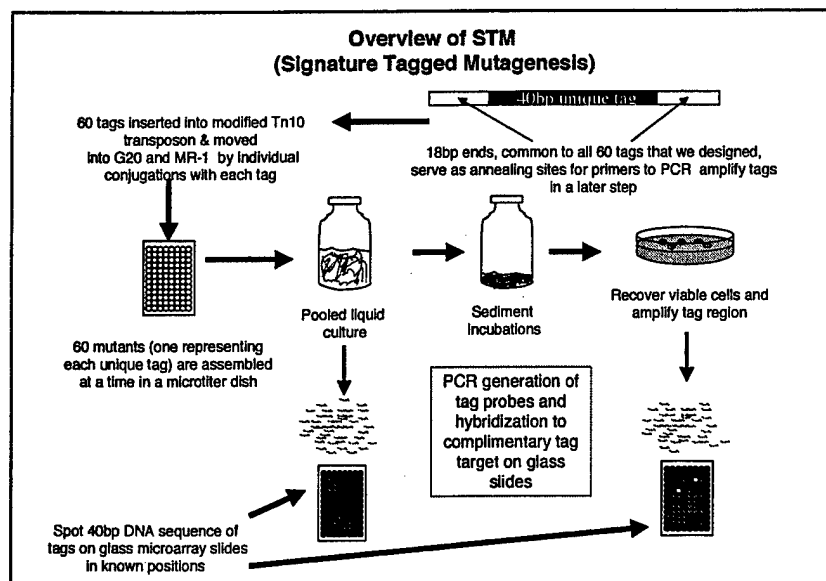 Overview of STM
(Signature Tagged Mutagenesis)
40bp unique tag
60 tags inserted into modified Tn10
transposon & moved
into G20 and MR-1 by individual
conjugations with each tag
18bp ends, common to all 60 tags that we designed,
serve as annealing sites for primers to PCR amplify tags
in a later step
Pooled liquid
culture
Sediment
incubations
Recover viable cells and
amplify tag region
60 mutants (one representing
each unique tag) are assembled
at a time in a microtiter dish
PCR generation of
tag probes and
hybridization to
complimentary tag
target on glass
slides
Spot 40bp DNA sequence of
tags on glass microarray slides
in known positions